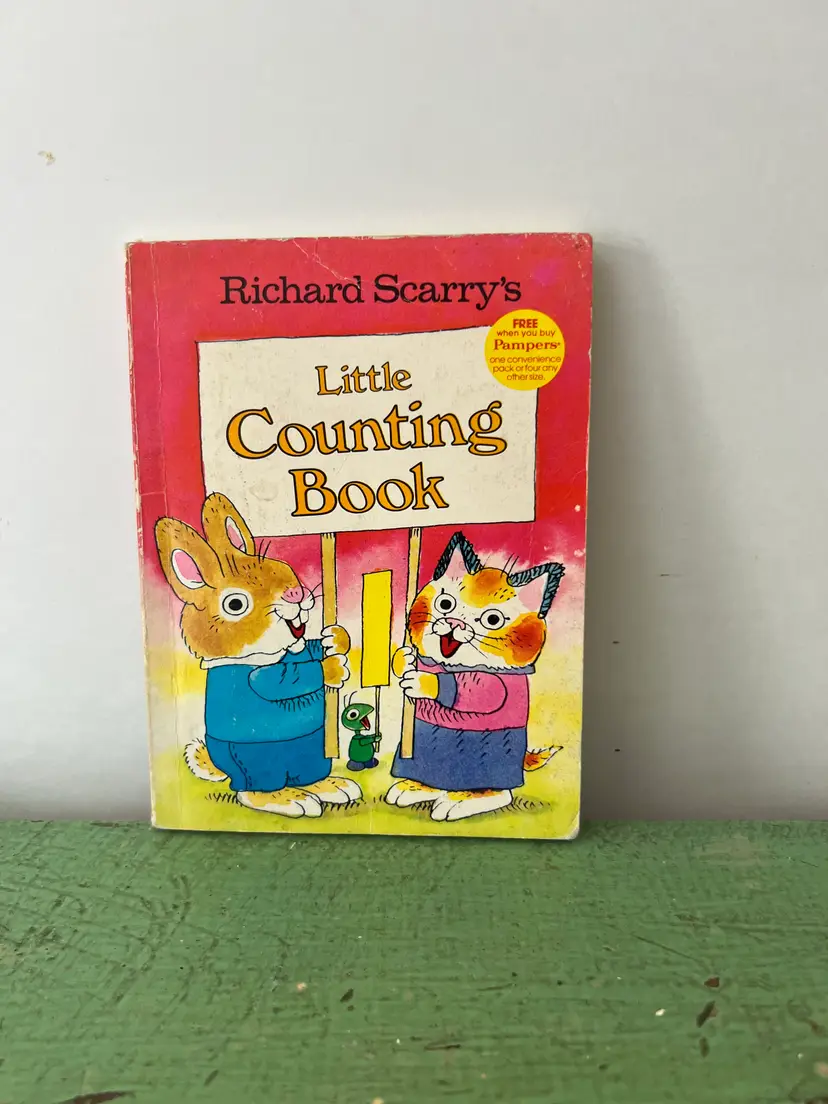 Richard Scarry's
FREE
when you buy
Pampers®
one convenience
pack or four any
other size.
Little
Counting
Book